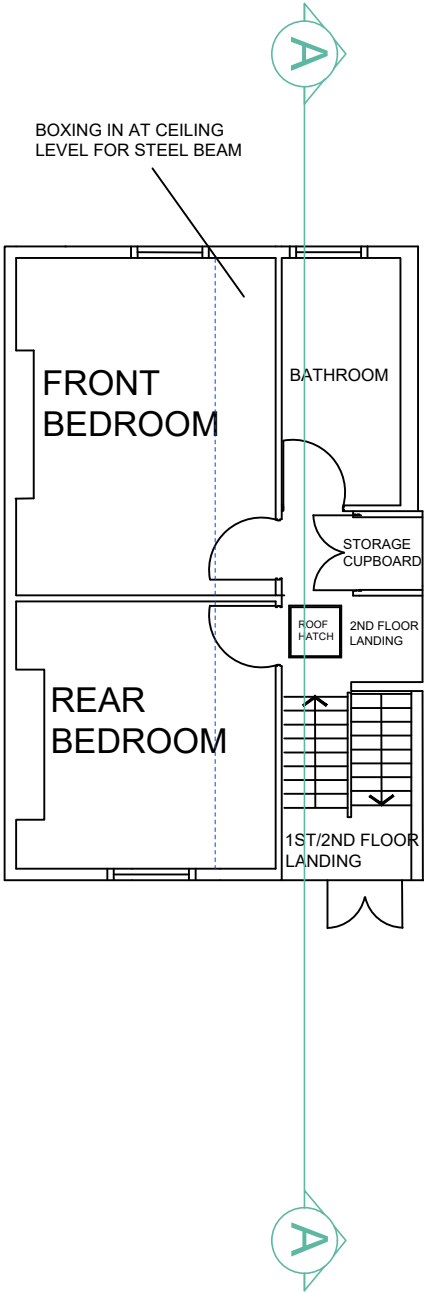 A
BOXING IN AT CEILING
LEVEL FOR STEEL BEAM
FRONT
BEDROOM
BATHROOM
STORAGE
CUPBOARD
ROOF
HATCH
2ND FLOOR
LANDING
REAR
BEDROOM
1ST/2ND FLOOR
LANDING
A